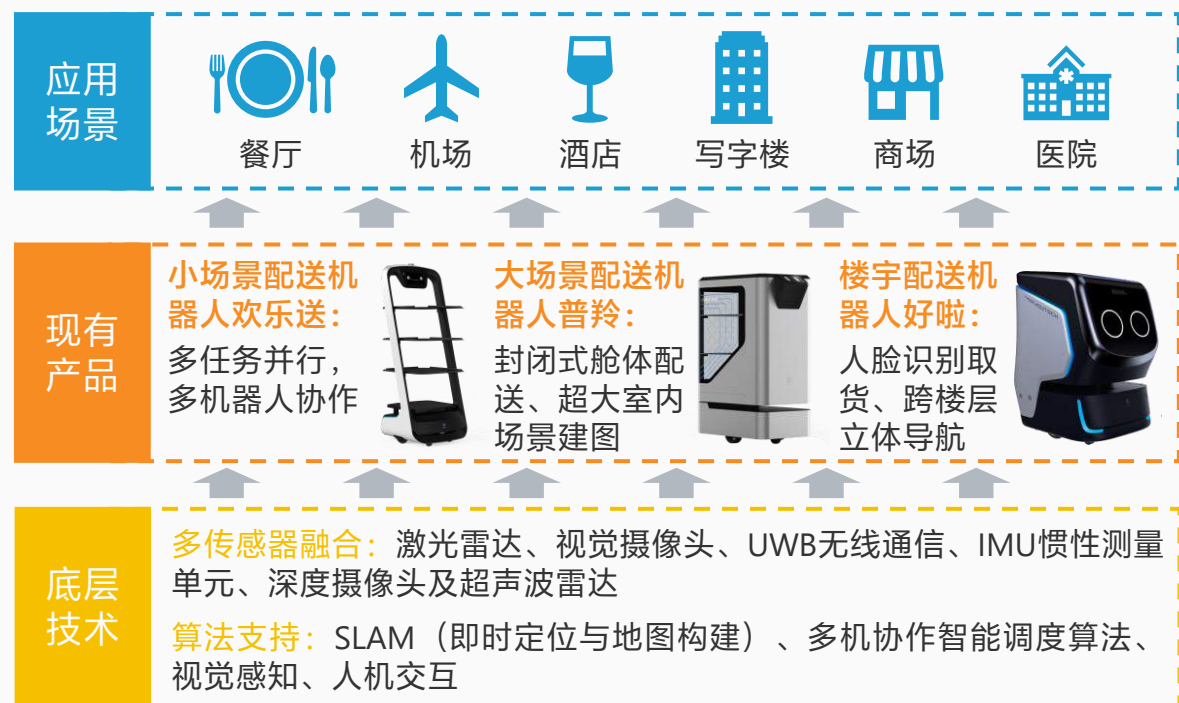 应用
场景
餐厅
机场
酒店
写字楼
商场
医院
现有
产品
小场景配送机
器人欢乐送：
多任务并行，
多机器人协作
大场景配送机
器人普羚：
封闭式舱体配
送、超大室内
场景建图
楼宇配送机
器人好啦：
人脸识别取
货、跨楼层
立体导航
底层
技术
多传感器融合：激光雷达、视觉摄像头、UWB无线通信、IMU惯性测量
单元、深度摄像头及超声波雷达
算法支持：SLAM（即时定位与地图构建）、多机协作智能调度算法、
视觉感知、人机交互